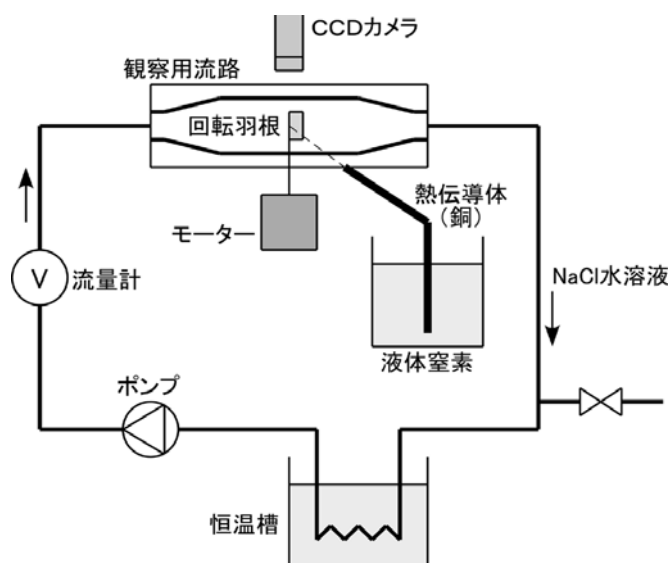 CCDカメラ
観察用流路
回転羽根
熱伝導体
(銅)
モーター
V
流量計
NaCl水溶液
液体窒素
ポンプ
恒温槽